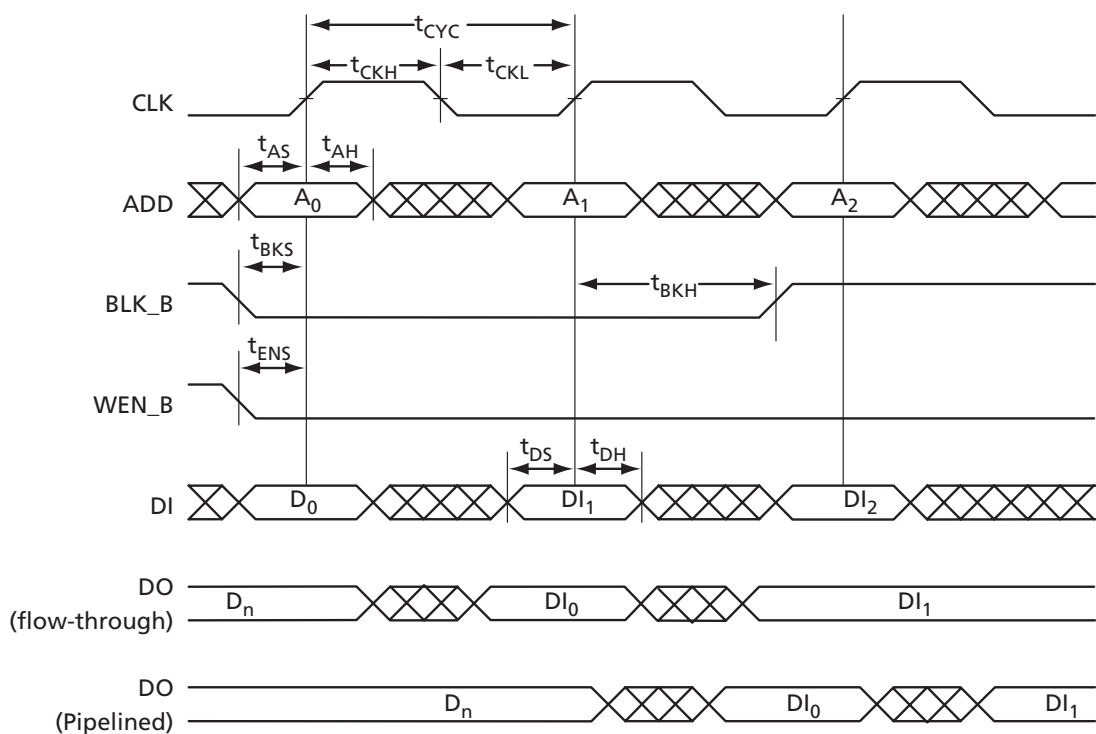 tCYC
tCKH tCKL
CLK
tAS tAH
ADD A0 A1 A2
tBKS
BLK_B tBKH
tENS
WEN_B
tDS tDH
DI D0 DI1 DI2
DO
(flow-through) Dn DI0 DI1
DO
(Pipelined) Dn DI0 DI1